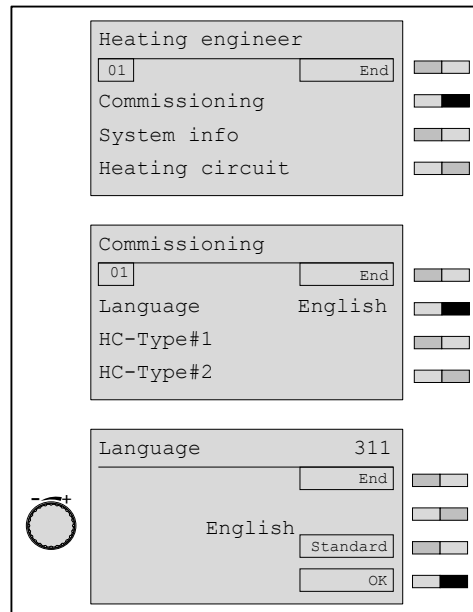 Heating engineer
01 End
Commissioning
System info
Heating circuit
Commissioning
01 End
Language English
HC-Type#1
HC-Type#2
Language 311
End
- +
English
Standard
OK